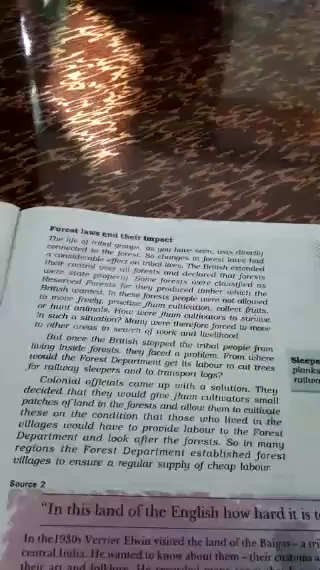 Forest laws and their impact
The life of tribal groups, as you have seen, was directly
connected to the forest. So changes in forest laws had
a considerable effect on tribal lives. The British extended
their control over all forests and declared that forests
were state property. Some forests were classified as
Reserved Forests for they produced timber which the
British wanted. In these forests people were not allowed
to move freely, practise jhum cultivation, collect fruits,
or hunt animals. How were jhum cultivators to survive
in such a situation? Many were therefore forced to move
to other areas in search of work and livelihood.
But once the British stopped the tribal people from
living inside forests, they faced a problem. From where
would the Forest Department get its labour to cut trees
for railway sleepers and to transport logs?
Colonial officials came up with a solution. They
decided that they would give jhum cultivators small
patches of land in the forests and allow them to cultivate
these on the condition that those who lived in the
villages would have to provide labour to the Forest
Department and look after the forests. So in many
regions the Forest Department established forest
villages to ensure a regular supply of cheap labour.
Sleepe
planks
railwa
Source 2
"In this land of the English how hard it is t
In the 1930s Verrier Elwin visited the land of the Baigas – a tri
central India. He wanted to know about them – their customs a
their art and folklore. He recorded many